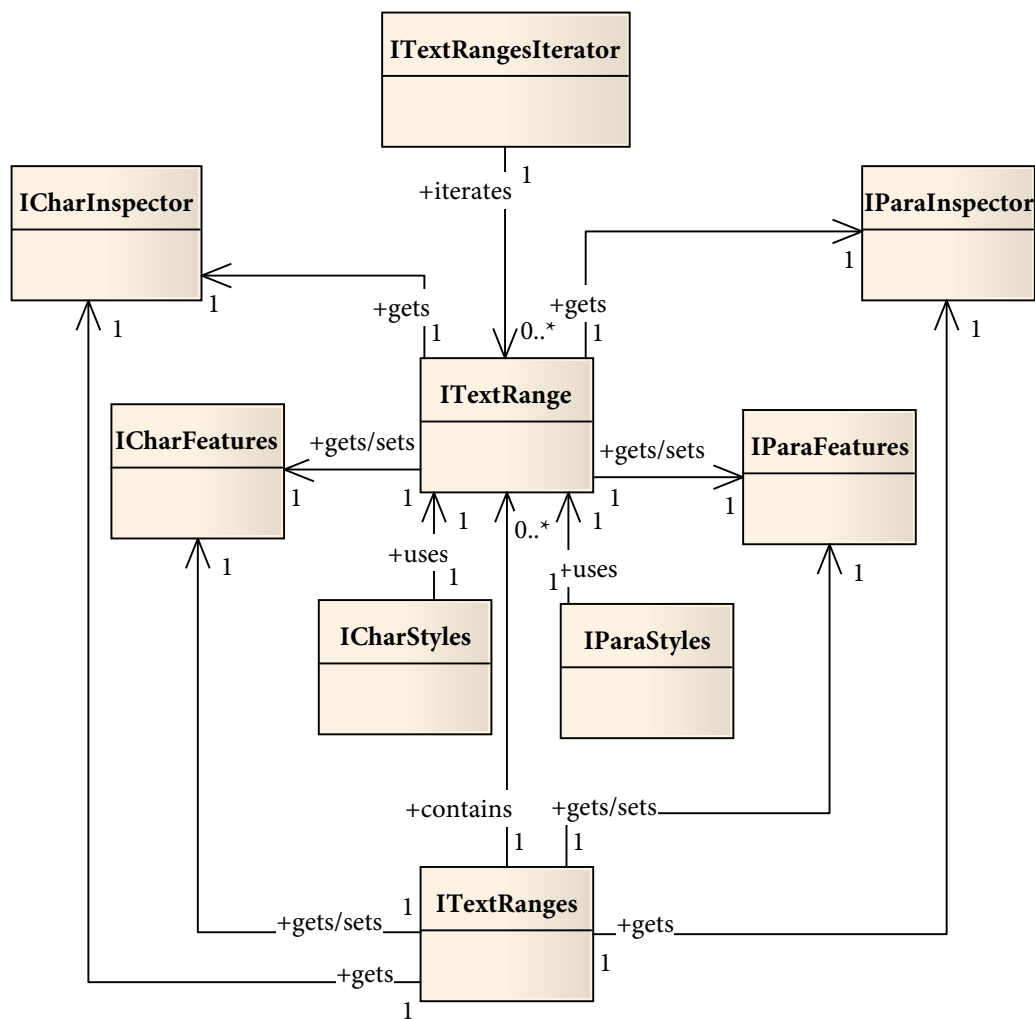 ITextRangesIterator
1
+iterates
ICharInspector
IParaInspector
1
1
+gets
+gets
1
1
0..*
1
1
1
ITextRange
ICharFeatures
IParaFeatures
+gets/sets
+gets/sets
1
1
1
1
1
0..*
1
+uses
+uses
1
1
1
1
ICharStyles
IParaStyles
+contains
+gets/sets
1
1
ITextRanges
1
+gets/sets
+gets
1
+gets
1